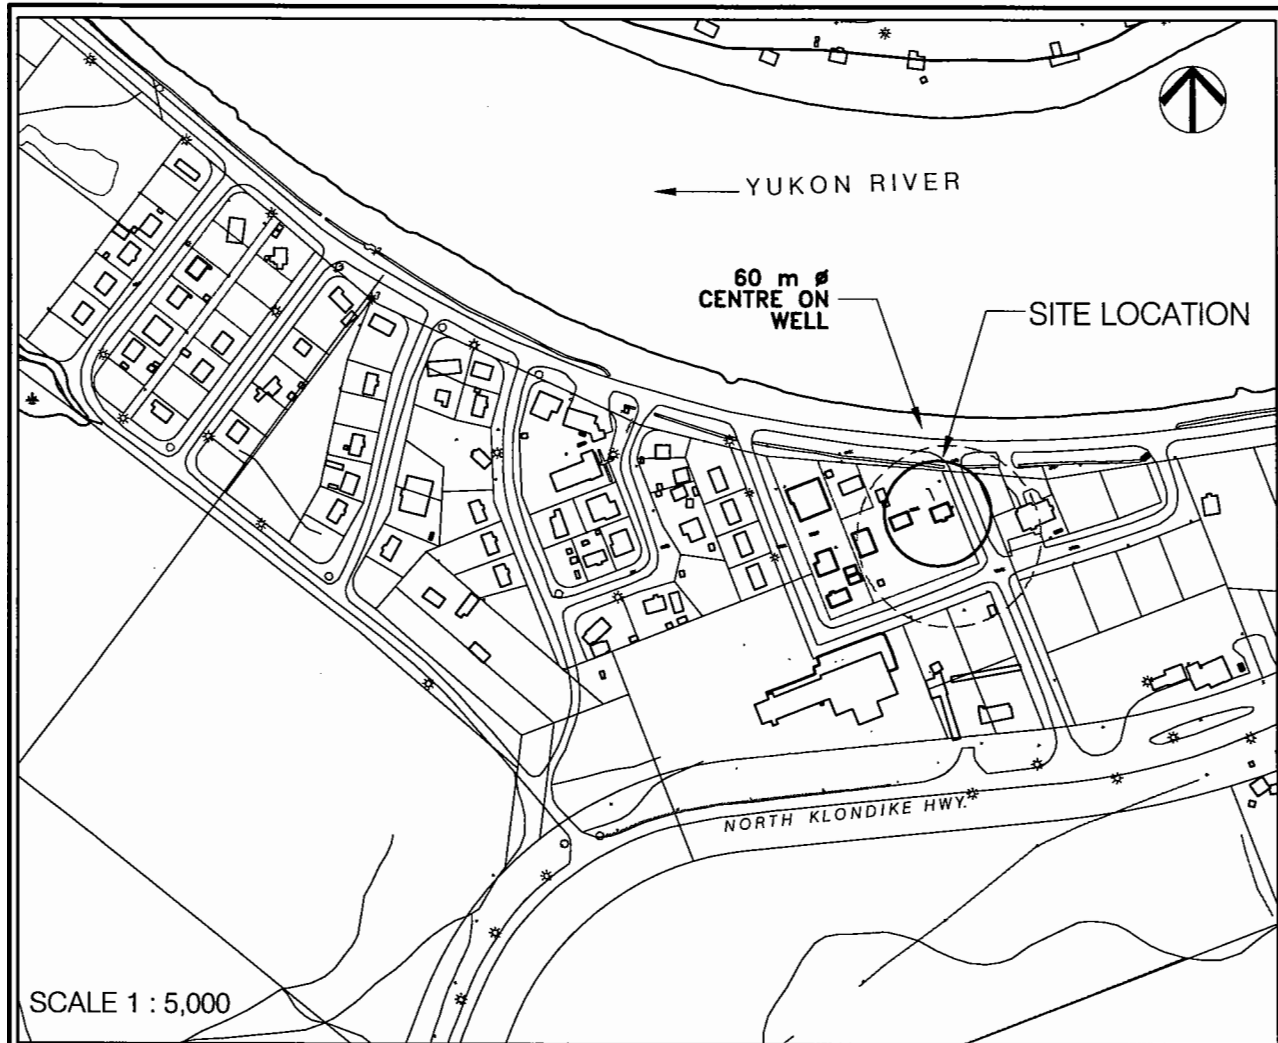 YUKON RIVER
60 m ø
CENTRE ON
WELL
SITE LOCATION
NORTH KLONDIKE HWY.
SCALE 1 : 5,000